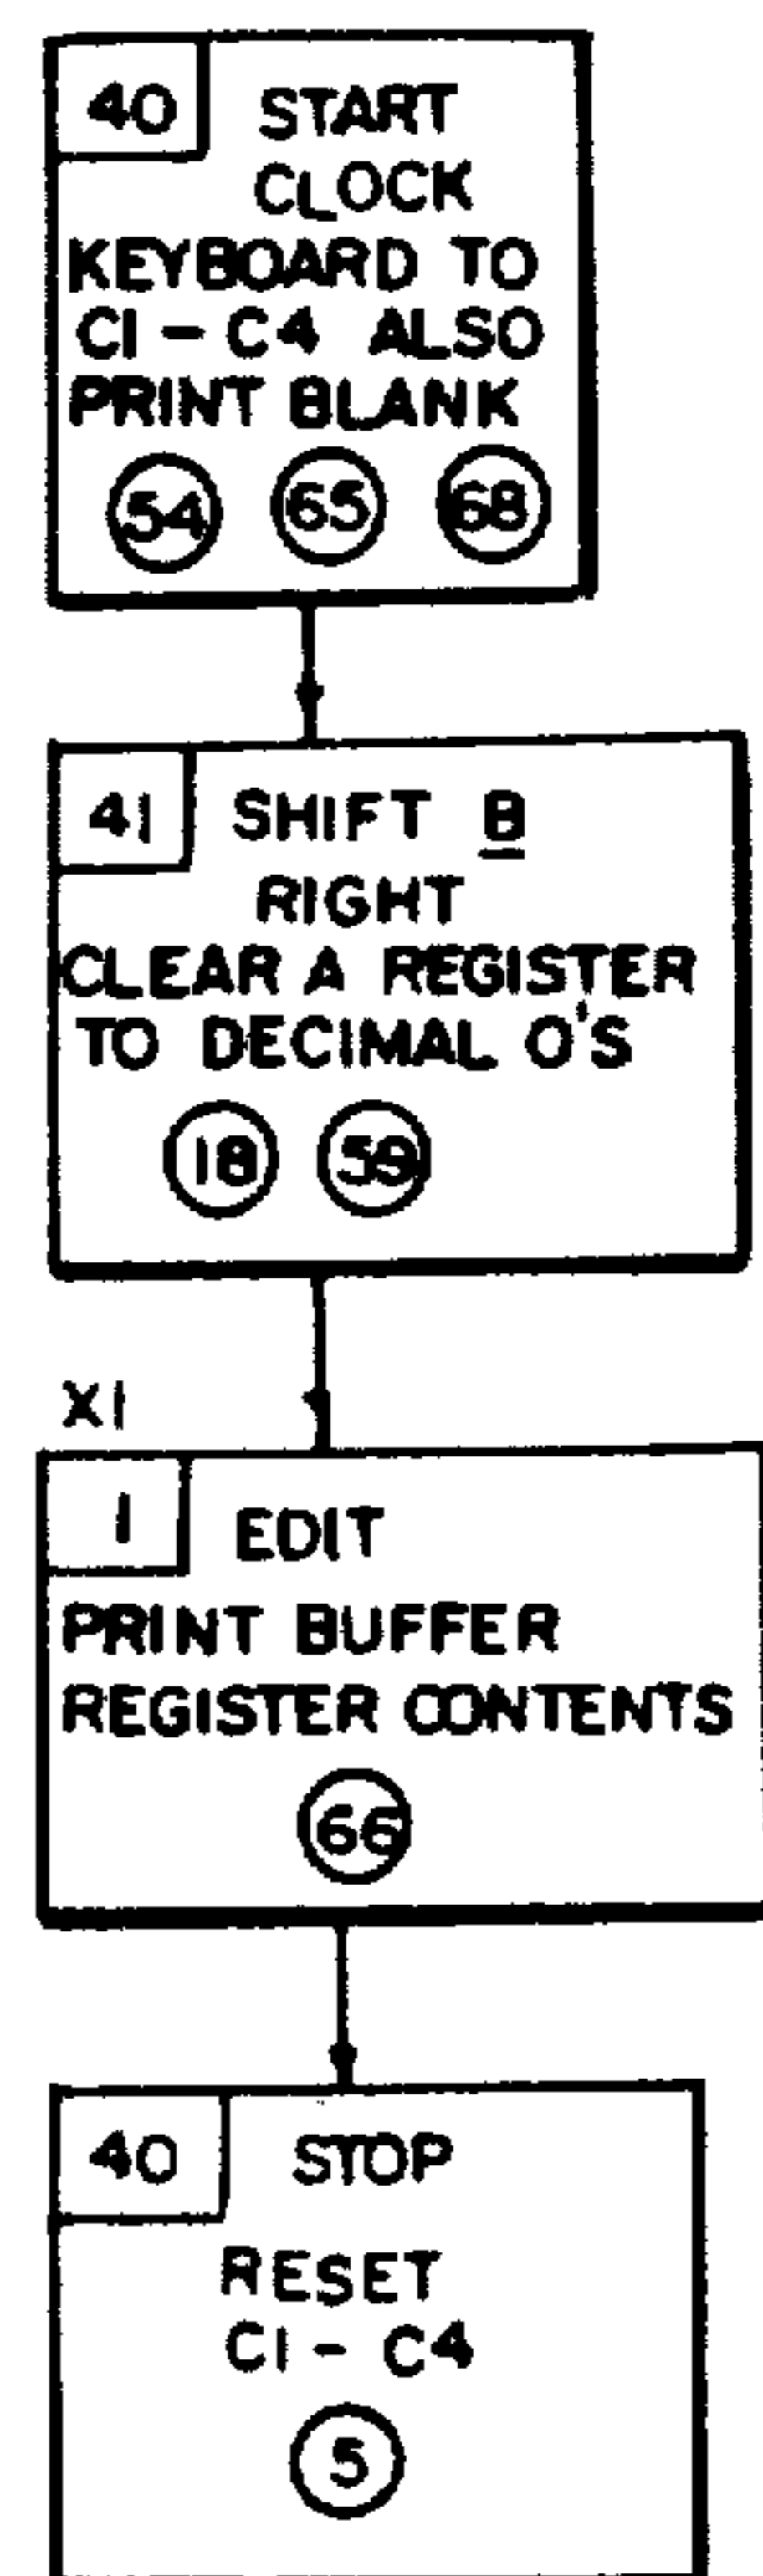 40 START
CLOCK
KEYBOARD TO
C1 - C4 ALSO
PRINT BLANK
54 65 68
41 SHIFT B
RIGHT
CLEAR A REGISTER
TO DECIMAL O'S
18 59
X1
1 EDIT
PRINT BUFFER
REGISTER CONTENTS
66
40 STOP
RESET
C1 - C4
5